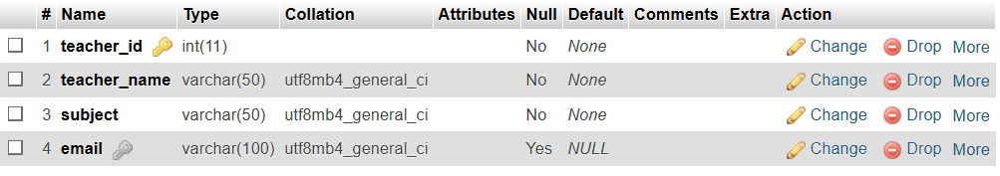 # Name Type Collation Attributes Null Default Comments Extra Action
1 teacher_id int(11) No None Change Drop More
2 teacher_name varchar(50) utf8mb4_general_ci No None Change Drop More
3 subject varchar(50) utf8mb4_general_ci No None Change Drop More
4 email varchar(100) utf8mb4_general_ci Yes NULL Change Drop More